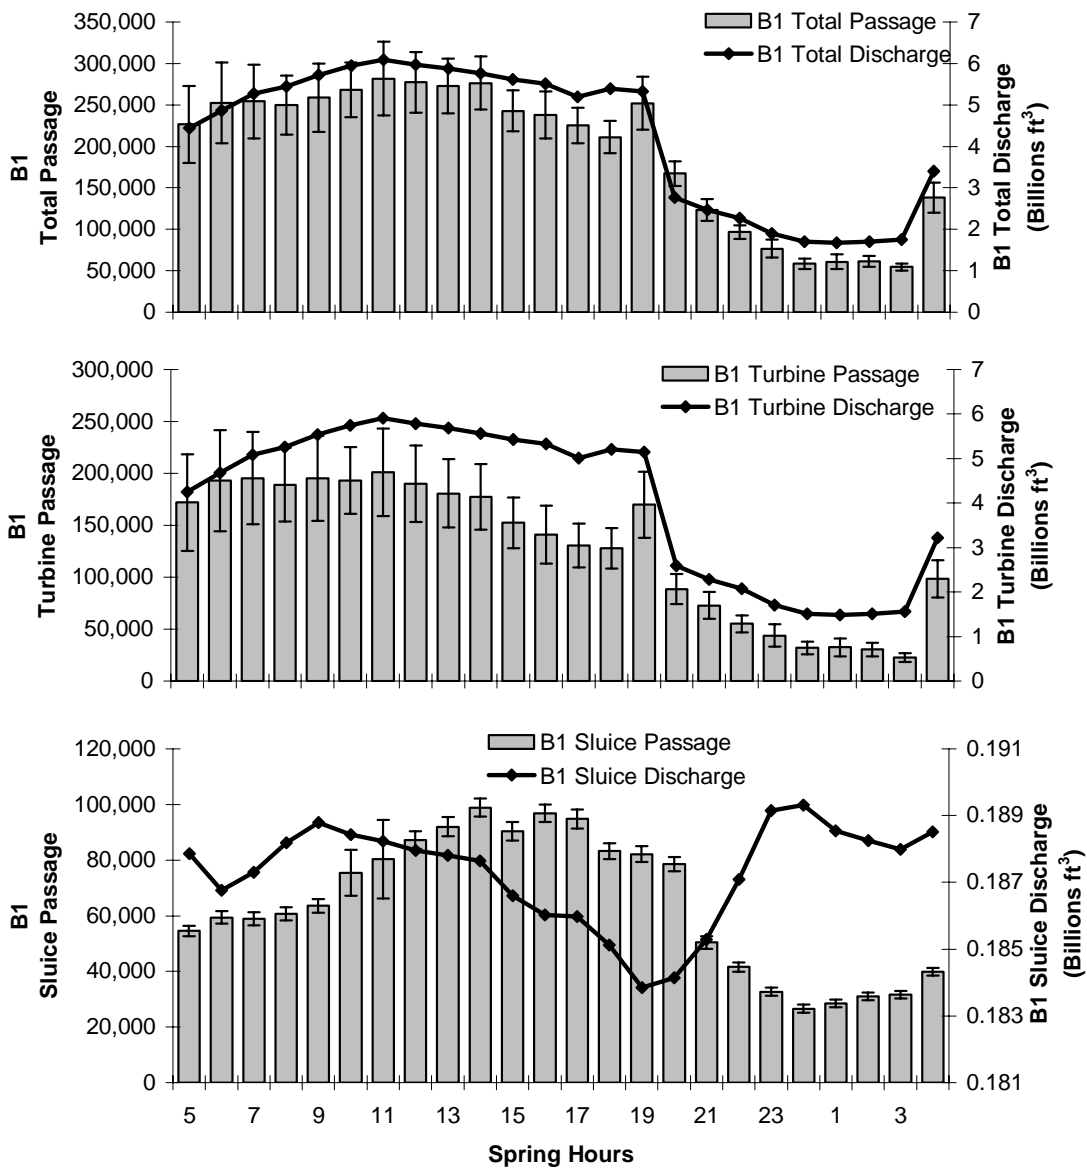 350,000
300,000
250,000
200,000
150,000
100,000
50,000
0
B1
Total Passage
B1 Total Passage
B1 Total Discharge
7
6
5
4
3
2
1
0
B1 Total Discharge
(Billions ft³)
300,000
250,000
200,000
150,000
100,000
50,000
0
B1
Turbine Passage
B1 Turbine Passage
B1 Turbine Discharge
7
6
5
4
3
2
1
0
B1 Turbine Discharge
(Billions ft³)
120,000
100,000
80,000
60,000
40,000
20,000
0
B1
Sluice Passage
B1 Sluice Passage
B1 Sluice Discharge
0.191
0.189
0.187
0.185
0.183
0.181
B1 Sluice Discharge
(Billions ft³)
5 7 9 11 13 15 17 19 21 23 1 3
Spring Hours